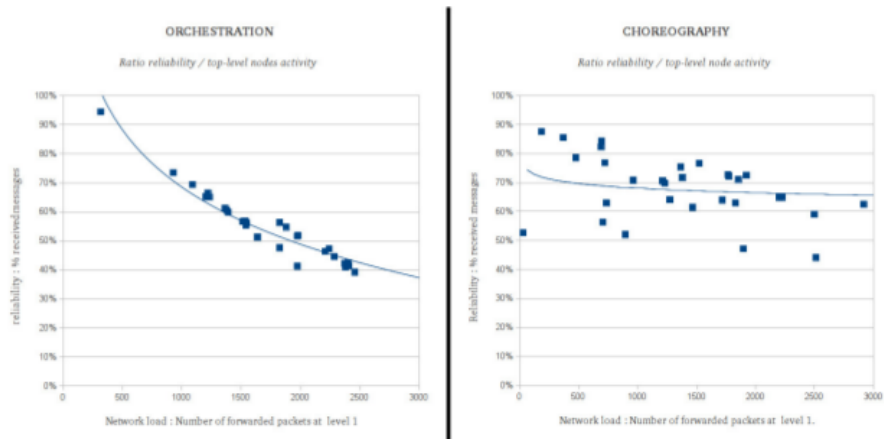 ORCHESTRATION
Ratio reliability / top-level nodes activity
reliability : % received messages
100%
90%
80%
70%
60%
50%
40%
30%
20%
10%
0%
0 500 1000 1500 2000 2500 3000
Network load : Number of forwarded packets at level 1
CHOREOGRAPHY
Ratio reliability / top-level node activity
Reliability : % received messages
100%
90%
80%
70%
60%
50%
40%
30%
20%
10%
0%
0 500 1000 1500 2000 2500 3000
Network load : Number of forwarded packets at level 1.